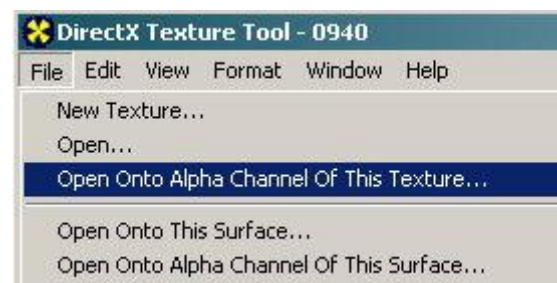 DirectX Texture Tool - 0940
File Edit View Format Window Help
New Texture...
Open...
Open Onto Alpha Channel Of This Texture...
Open Onto This Surface...
Open Onto Alpha Channel Of This Surface...